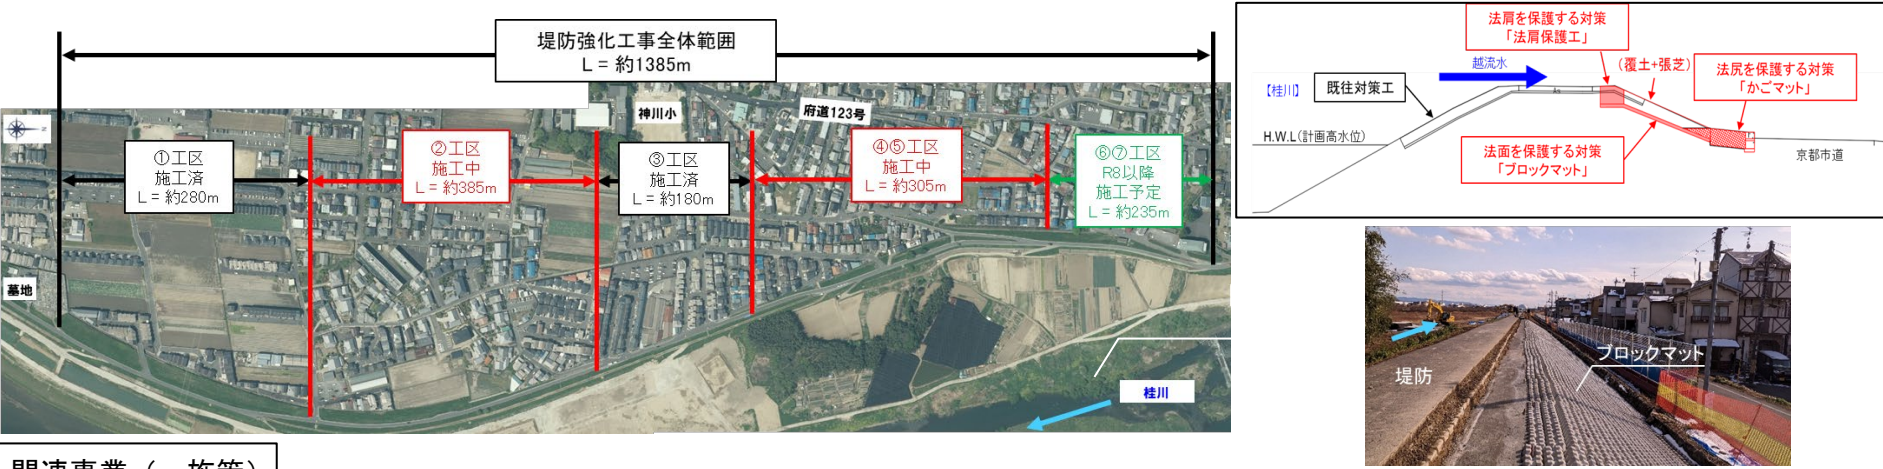 堤防強化工事全体範囲
L = 約1385m
神川小
府道123号
①工区
施工済
L = 約280m
②工区
施工中
L = 約385m
③工区
施工済
L = 約180m
④⑤工区
施工中
L = 約305m
⑥⑦工区
R8以降
施工予定
L = 約235m
墓地
桂川
法肩を保護する対策
「法肩保護工」
越流水
(覆土+張芝)
法尻を保護する対策
「かごマット」
【桂川】
既往対策工
H.W.L(計画高水位)
法面を保護する対策
「ブロックマット」
京都市道
ブロックマット
堤防